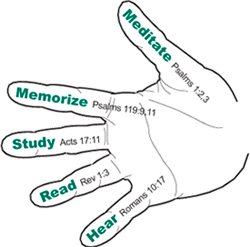 Meditate Psalms 1:2,3
Memorize Psalms 119:9,11
Study Acts 17:11
Read Rev 1:3
Hear Romans 10:17